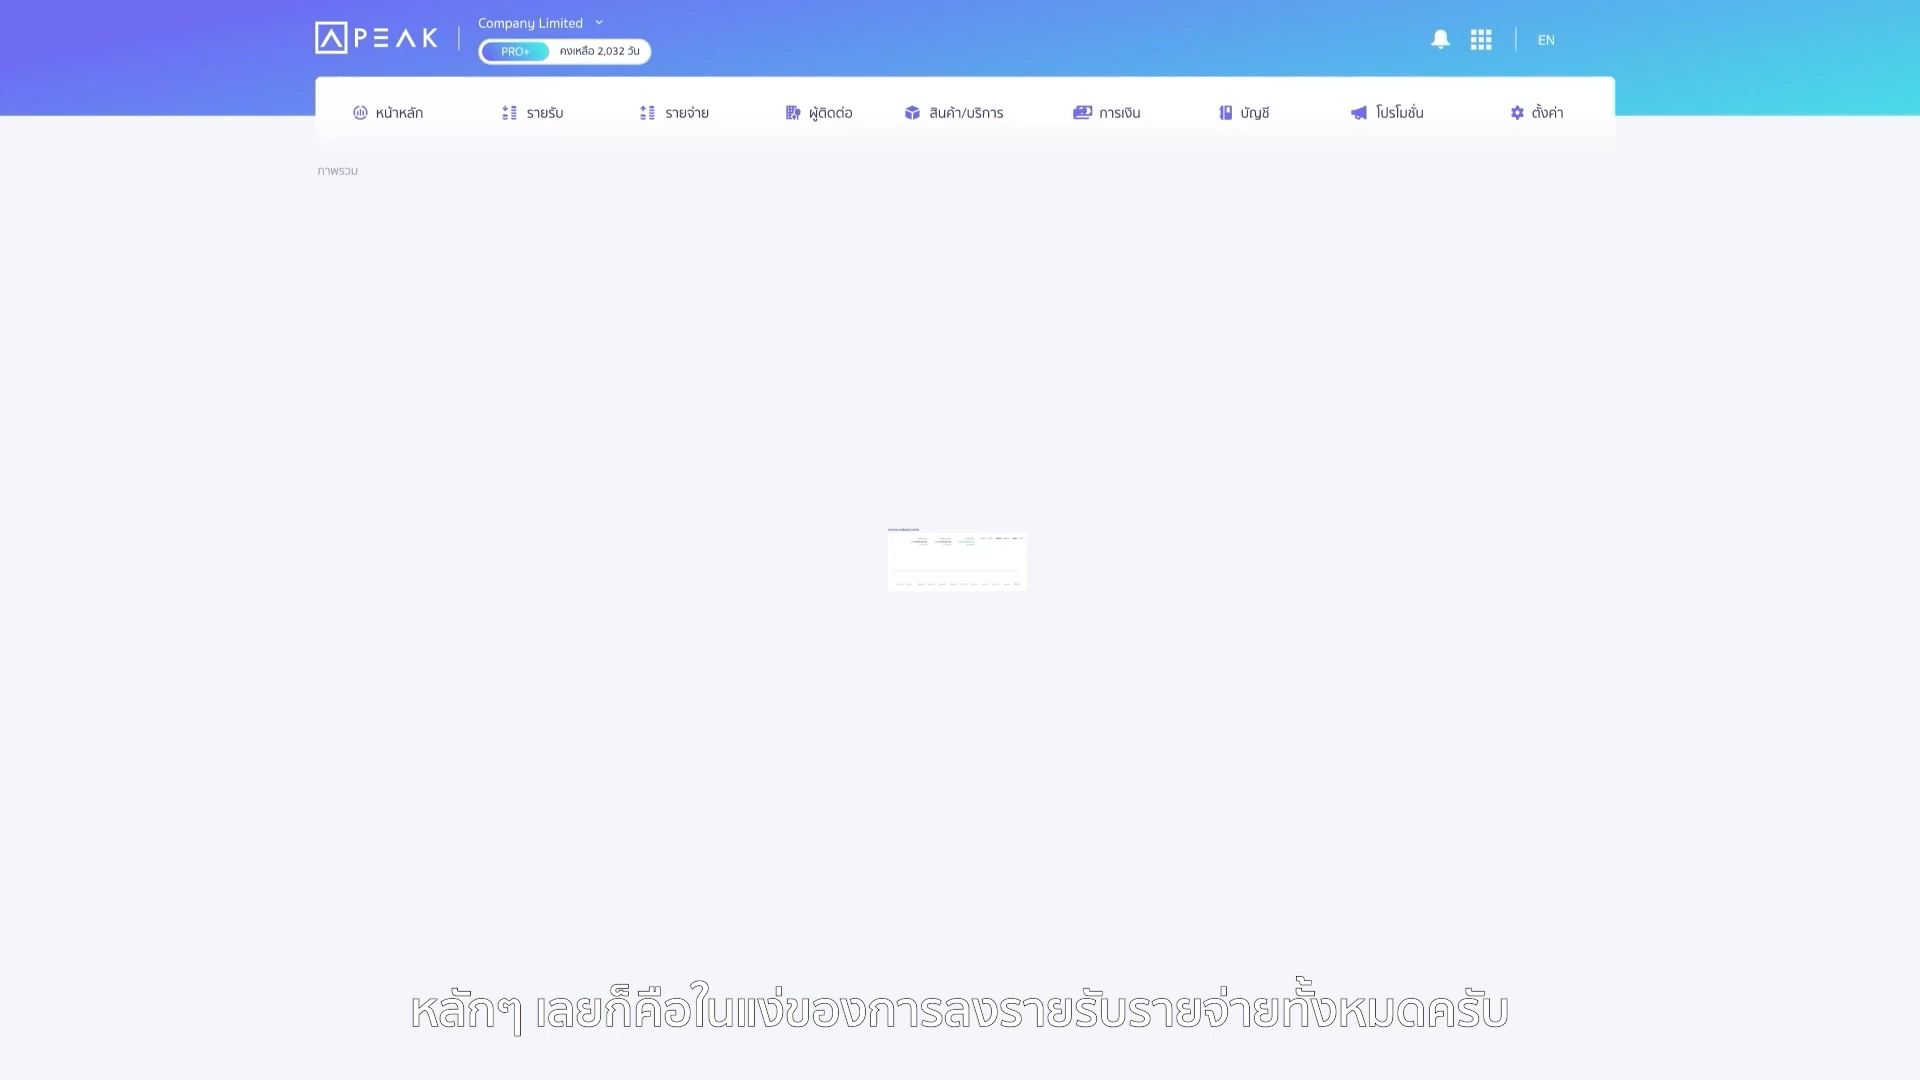 PEAK
Company Limited
PRO+ คงเหลือ 2,032 วัน
EN
หน้าหลัก รายรับ รายจ่าย ผู้ติดต่อ สินค้า/บริการ การเงิน บัญชี โปรโมชั่น ตั้งค่า
ภาพรวม
หลักๆ เลยก็คือในแง่ของการลงรายรับรายจ่ายทั้งหมดครับ